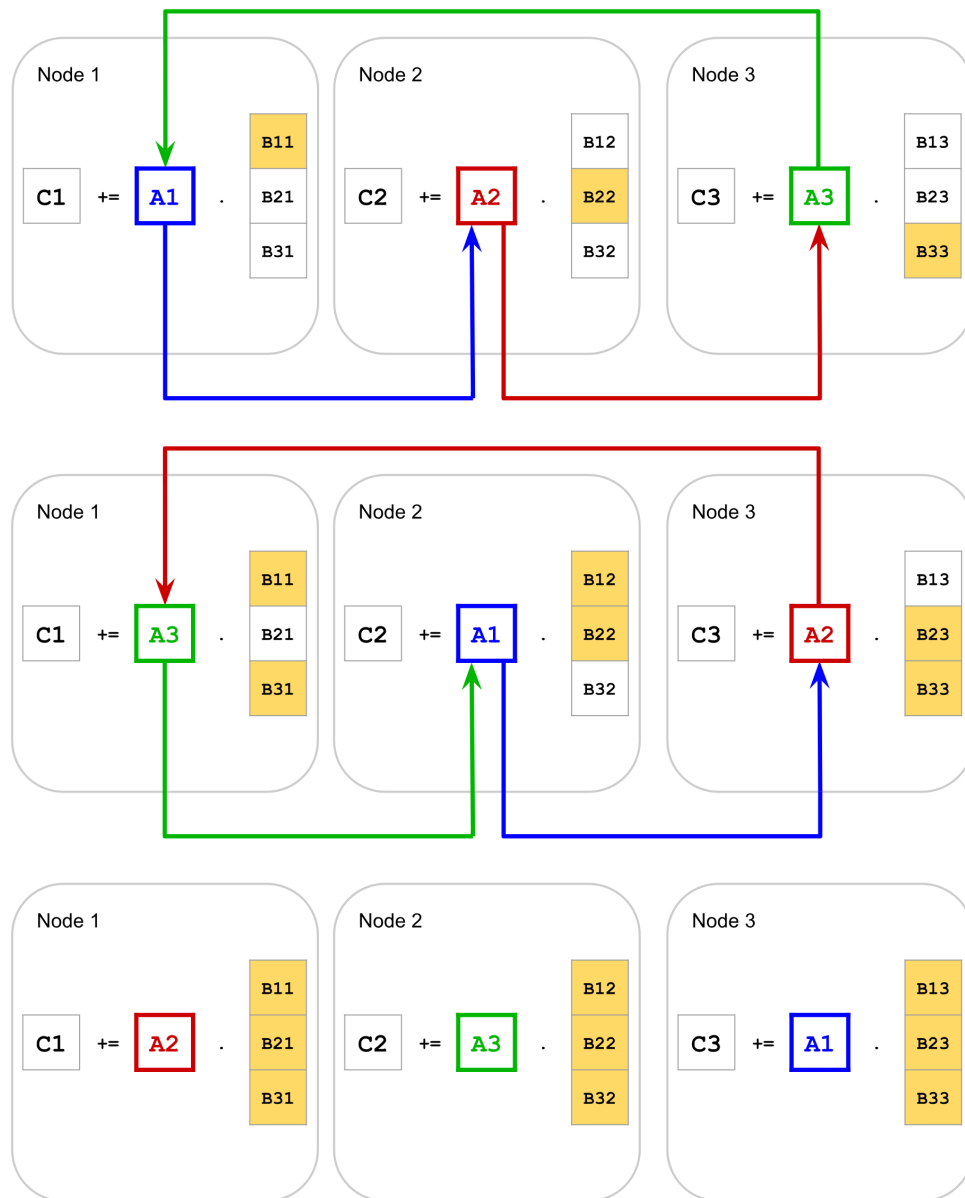 Node 1
Node 2
Node 3
B11
B12
B13
C1 += A1 . B21
C2 += A2 . B22
C3 += A3 . B23
B31
B32
B33
Node 1
Node 2
Node 3
B11
B12
B13
C1 += A3 . B21
C2 += A1 . B22
C3 += A2 . B23
B31
B32
B33
Node 1
Node 2
Node 3
B11
B12
B13
C1 += A2 . B21
C2 += A3 . B22
C3 += A1 . B23
B31
B32
B33